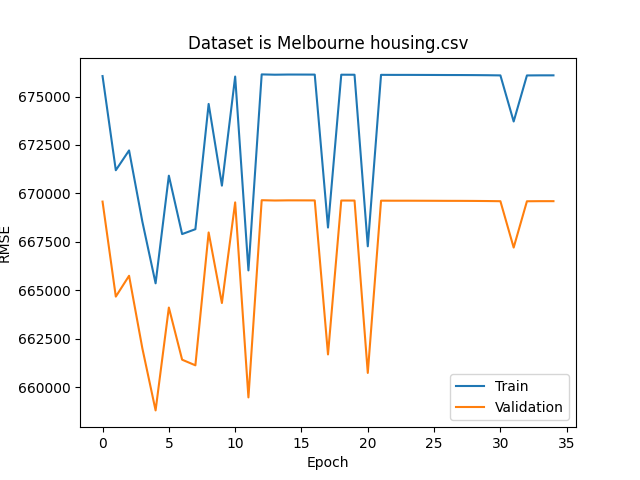 Dataset is Melbourne housing.csv
RMSE
675000
672500
670000
667500
665000
662500
660000
0 5 10 15 20 25 30 35
Epoch
Train
Validation